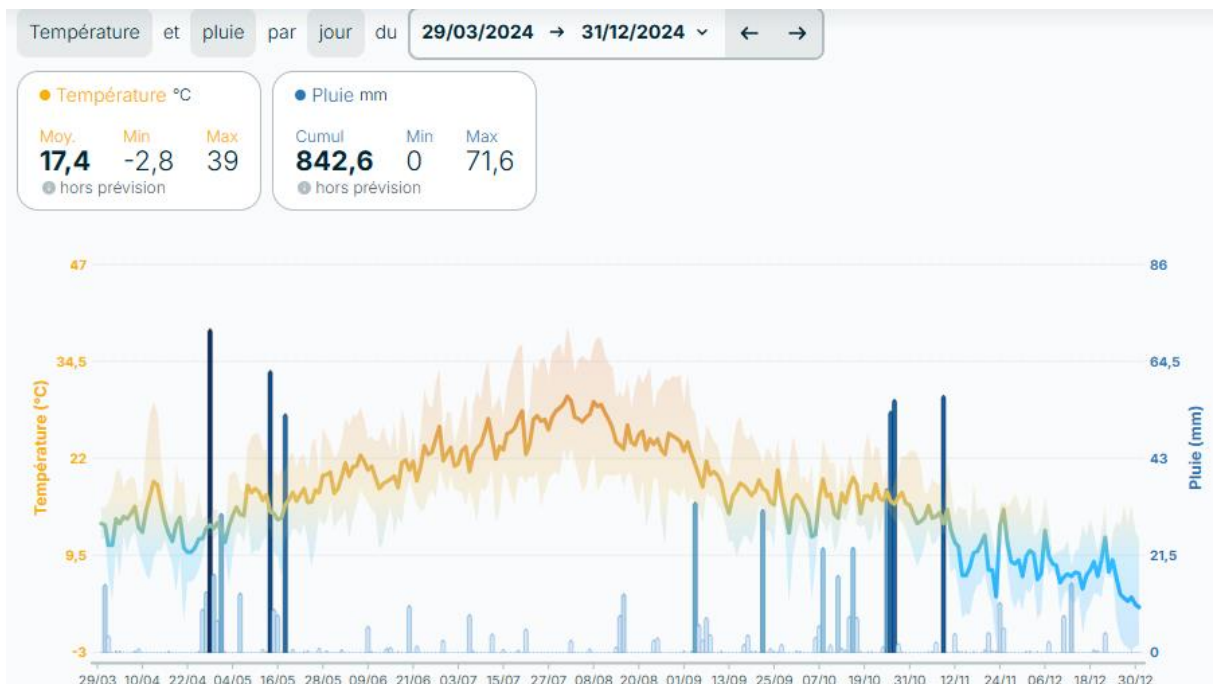 Température et pluie par jour du 29/03/2024 → 31/12/2024 ← →
Température °C
Moy. Min Max
17,4 -2,8 39
hors prévision
Pluie mm
Cumul Min Max
842,6 0 71,6
hors prévision
47
34,5
22
9,5
-3
Température (°C)
86
64,5
43
21,5
0
Pluie (mm)
29/03 10/04 22/04 04/05 16/05 28/05 09/06 21/06 03/07 15/07 27/07 08/08 20/08 01/09 13/09 25/09 07/10 19/10 31/10 12/11 24/11 06/12 18/12 30/12